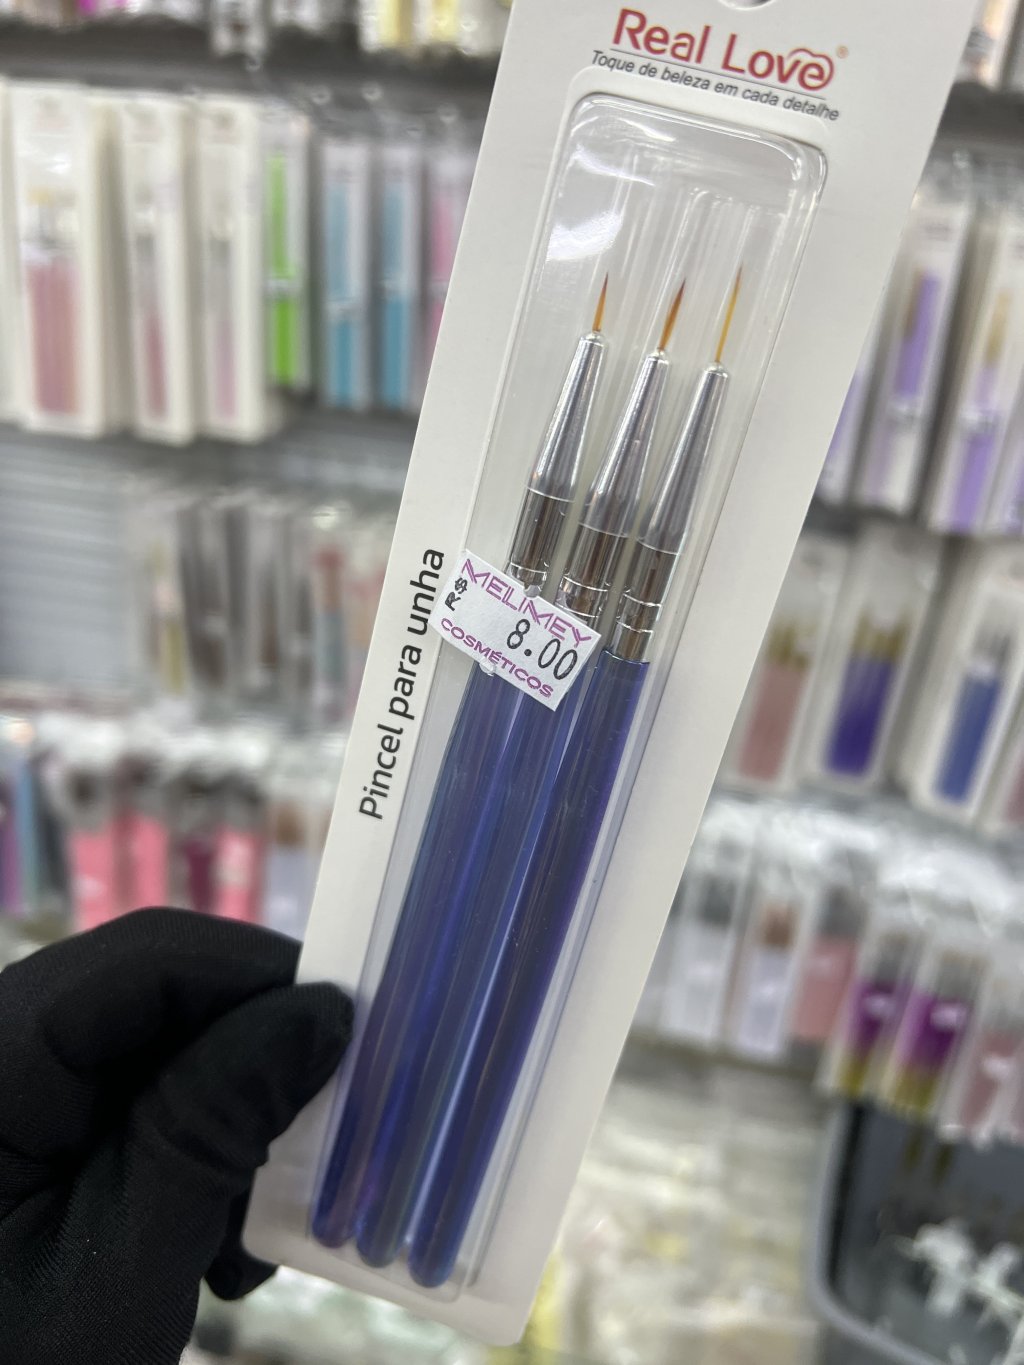 Real Love®
Toque de beleza em cada detalhe
Pincel para unha
MELIMEY
R$ 8.00
COSMÉTICOS